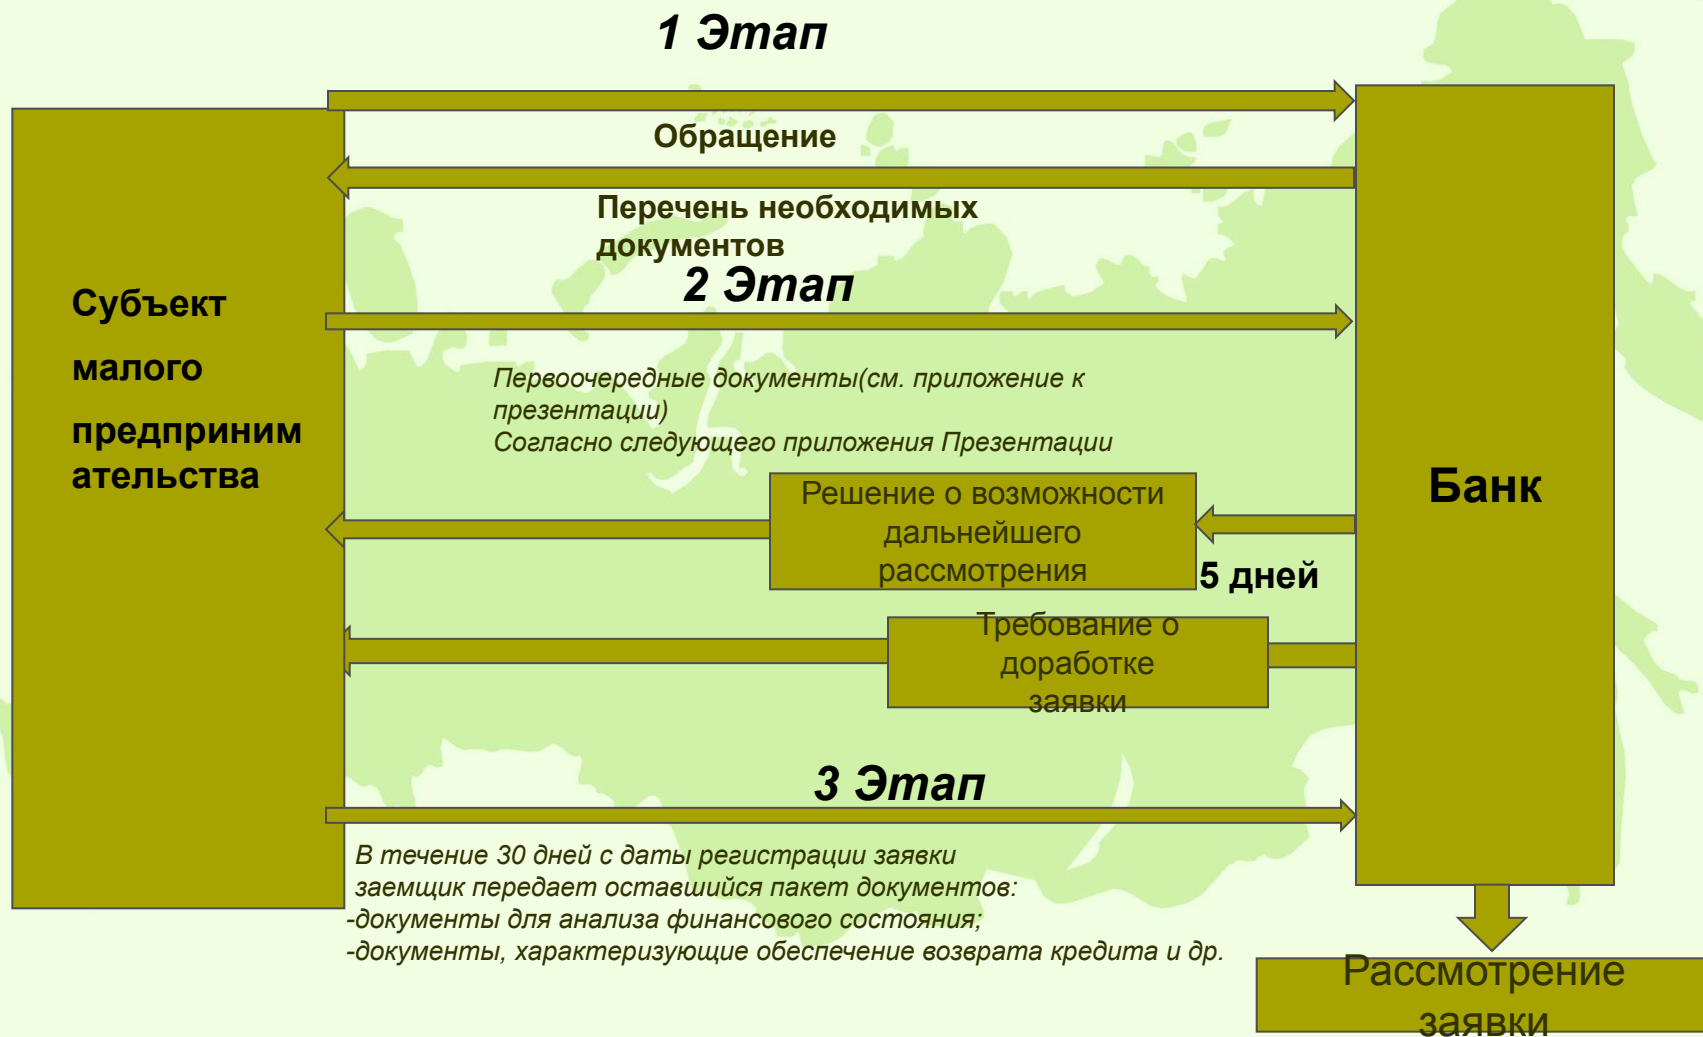 1 Этап
Обращение
Перечень необходимых
документов
2 Этап
Субъект
малого
предприним
ательства
Первоочередные документы(см. приложение к
презентации)
Согласно следующего приложения Презентации
Банк
Решение о возможности
дальнейшего
рассмотрения
5 дней
Требование о
доработке
заявки
3 Этап
В течение 30 дней с даты регистрации заявки
заемщик передает оставшийся пакет документов:
-документы для анализа финансового состояния;
-документы, характеризующие обеспечение возврата кредита и др.
Рассмотрение
заявки